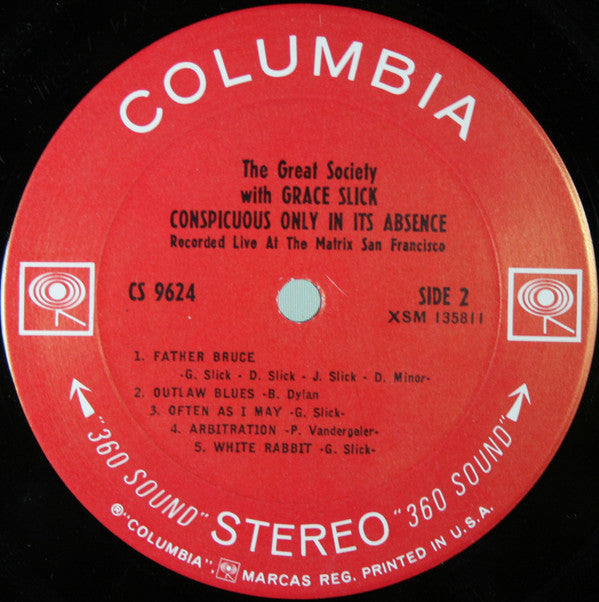 COLUMBIA
The Great Society
with GRACE SLICK
CONSPICUOUS ONLY IN ITS ABSENCE
Recorded Live At The Matrix San Francisco
CS 9624
SIDE 2
XSM 135811
1. FATHER BRUCE
-G. Slick - D. Slick - J. Slick - D. Minor-
2. OUTLAW BLUES -B. Dylan
3. OFTEN AS I MAY -G. Slick-
4. ARBITRATION -P. Vandergeler-
5. WHITE RABBIT -G. Slick-
"360 SOUND" STEREO "360 SOUND"
®"COLUMBIA", MARCAS REG. PRINTED IN U.S.A.